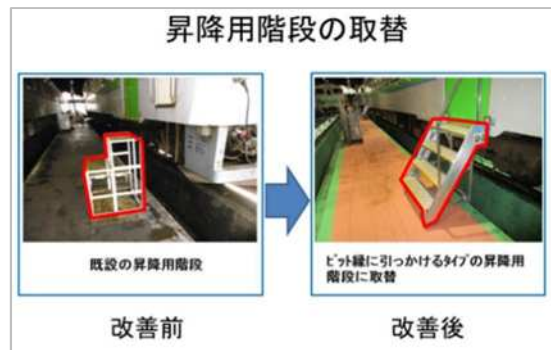 昇降用階段の取替
既設の昇降用階段
ﾋﾟｯﾄ縁に引っかけるﾀｲﾌﾟの昇降用
階段に取替
改善前
改善後